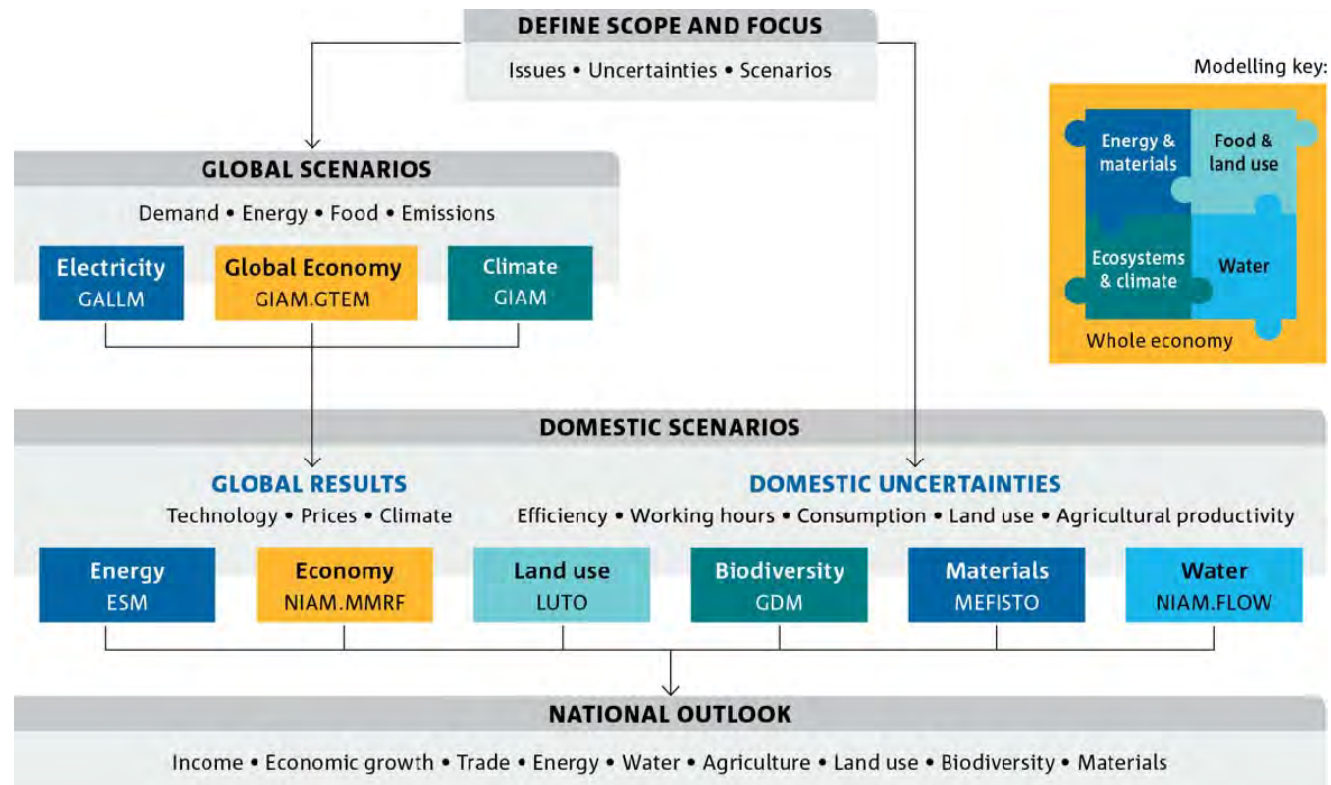 DEFINE SCOPE AND FOCUS
Issues • Uncertainties • Scenarios
Modelling key:
Energy &
materials
Food &
land use
Ecosystems
& climate
Water
Whole economy
GLOBAL SCENARIOS
Demand • Energy • Food • Emissions
Electricity
GALLM
Global Economy
GIAM.GTEM
Climate
GIAM
DOMESTIC SCENARIOS
GLOBAL RESULTS
Technology • Prices • Climate
DOMESTIC UNCERTAINTIES
Efficiency • Working hours • Consumption • Land use • Agricultural productivity
Energy
ESM
Economy
NIAM.MMRF
Land use
LUTO
Biodiversity
GDM
Materials
MEFISTO
Water
NIAM.FLOW
NATIONAL OUTLOOK
Income • Economic growth • Trade • Energy • Water • Agriculture • Land use • Biodiversity • Materials